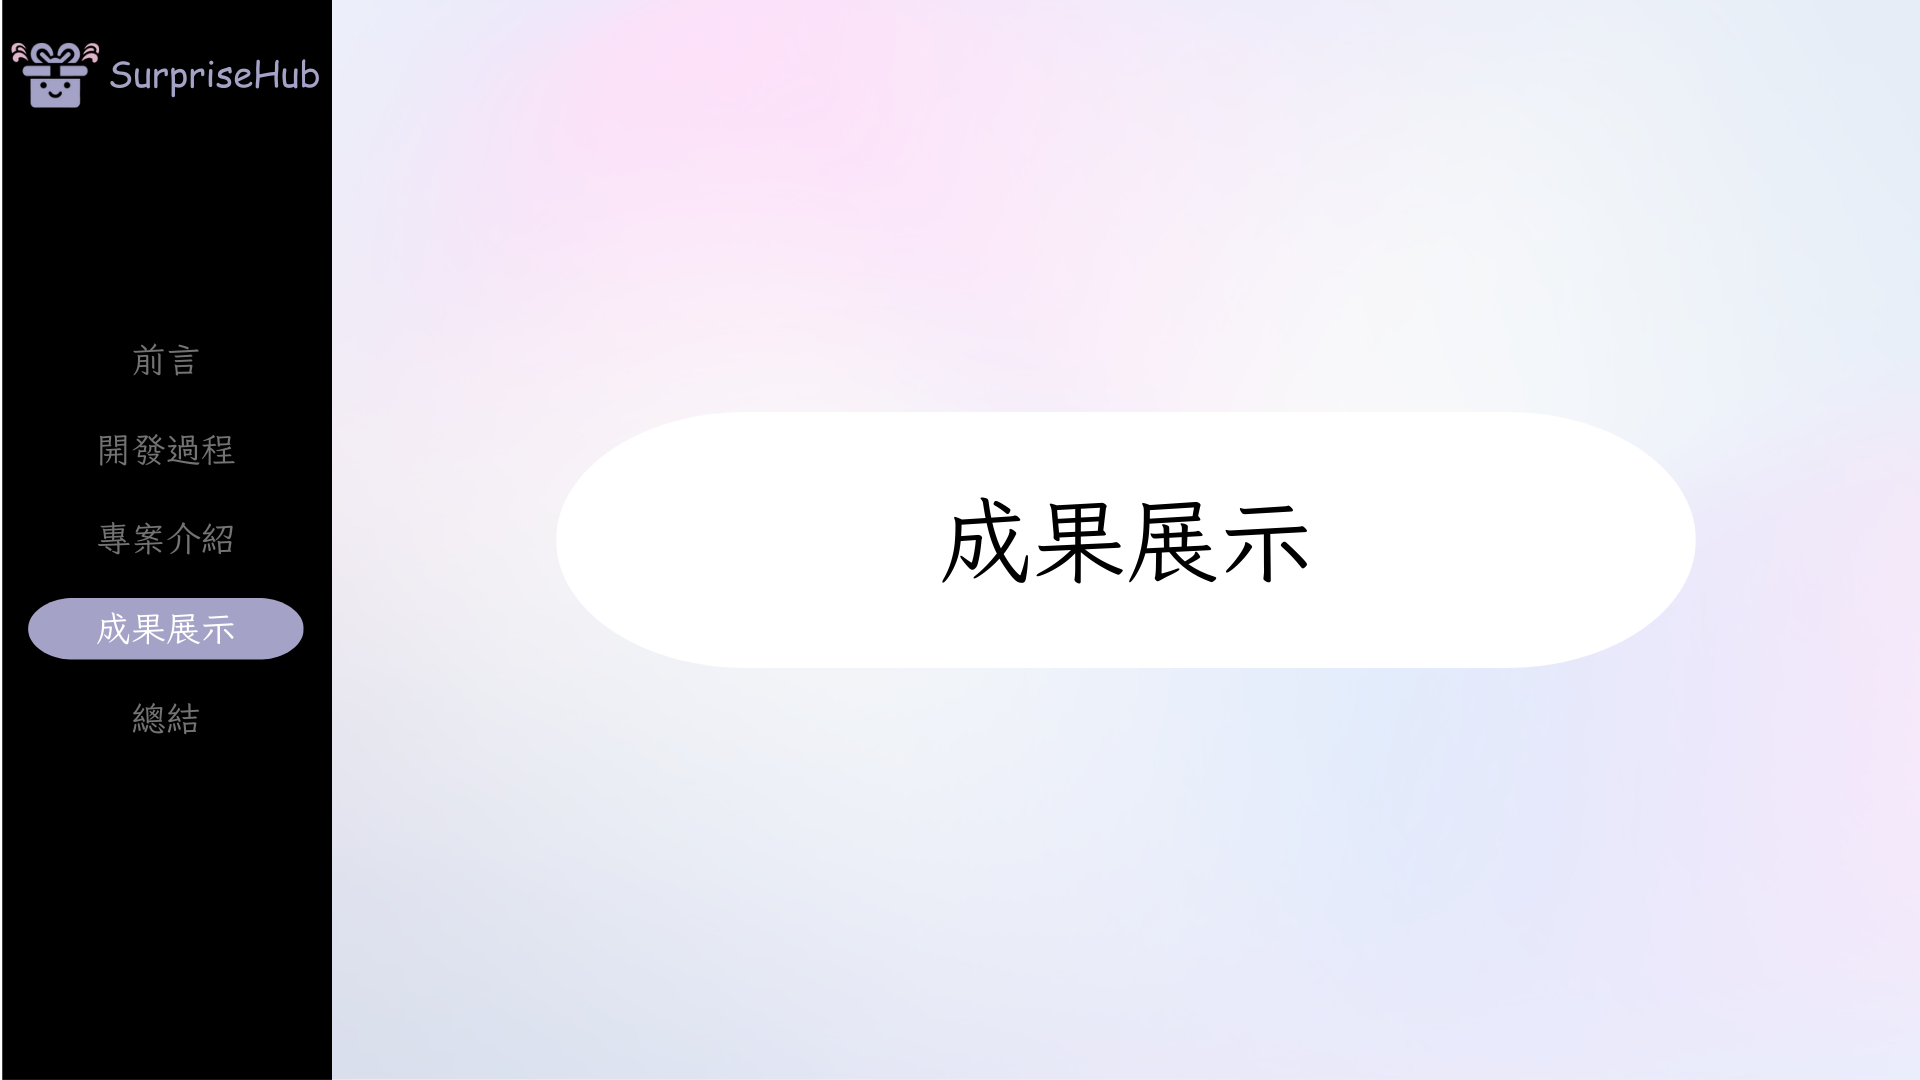 SurpriseHub
前言
開發過程
專案介紹
成果展示
總結
成果展示